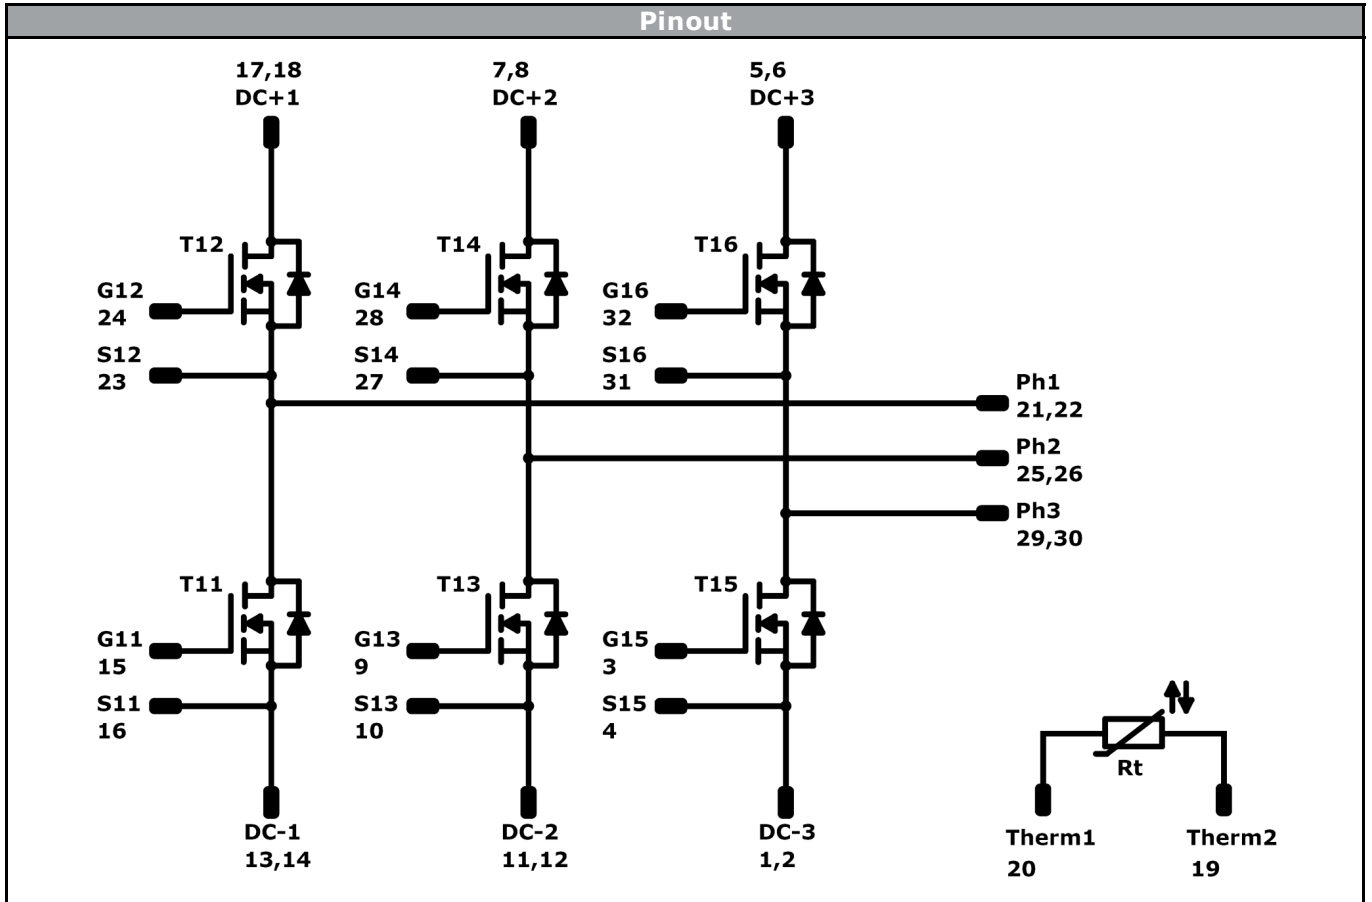 Pinout
17,18
DC+1
7,8
DC+2
5,6
DC+3
T12
T14
T16
G12
24
G14
28
G16
32
S12
23
S14
27
S16
31
Ph1
21,22
Ph2
25,26
Ph3
29,30
T11
T13
T15
G11
15
G13
9
G15
3
S11
16
S13
10
S15
4
Rt
DC-1
13,14
DC-2
11,12
DC-3
1,2
Therm1
20
Therm2
19